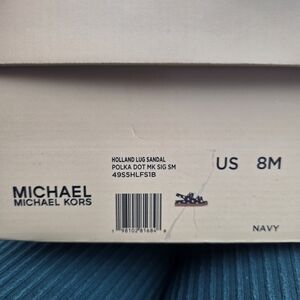 HOLLAND LUG SANDAL
POLKA DOT MK SIG SM
49S5HLFS1B
US 8M
MICHAEL
MICHAEL KORS
NAVY